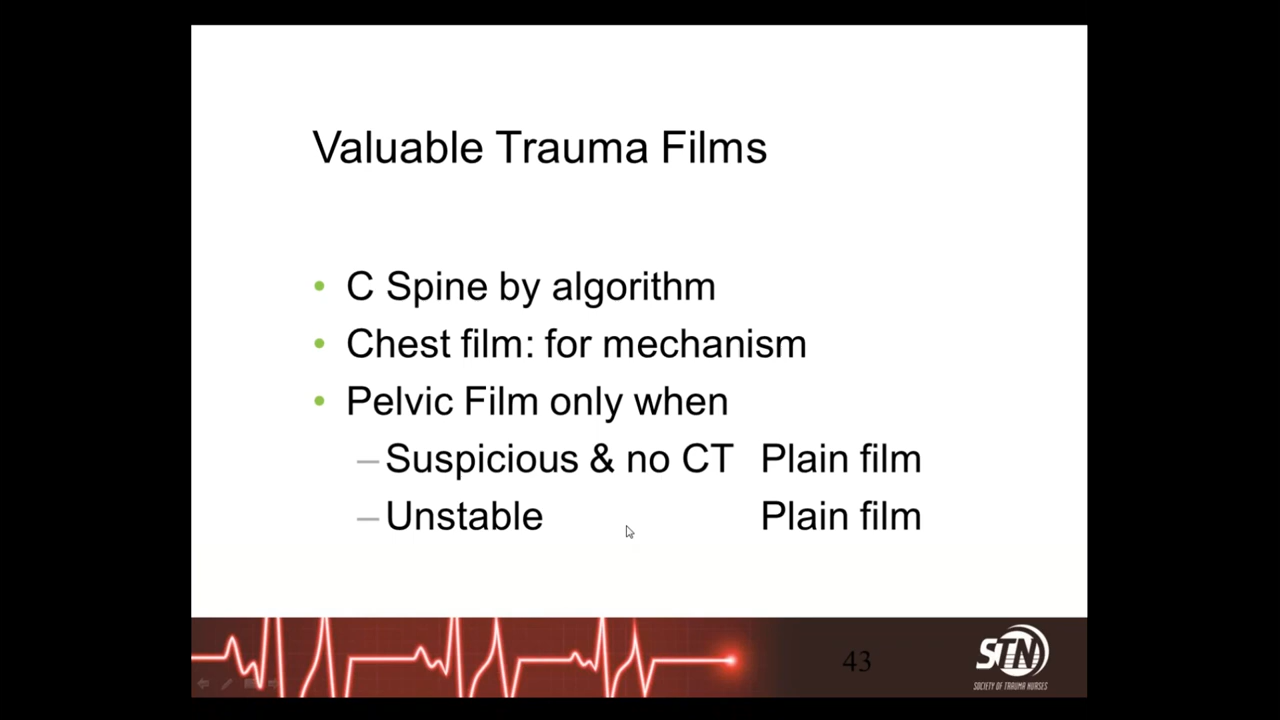 Valuable Trauma Films
• C Spine by algorithm
• Chest film: for mechanism
• Pelvic Film only when
– Suspicious & no CT Plain film
– Unstable Plain film
43
STN
SOCIETY OF TRAUMA NURSES